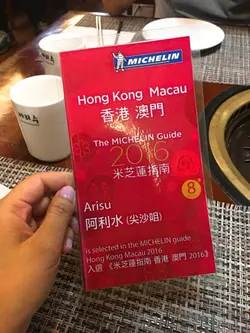 MICHELIN
Hong Kong Macau
香港 澳門
The MICHELIN Guide
2016
米芝蓮指南
8
Arisu
阿利水 (尖沙咀)
is selected in the MICHELIN guide
Hong Kong Macau 2016
入選 《米芝蓮指南 香港 澳門 2016》